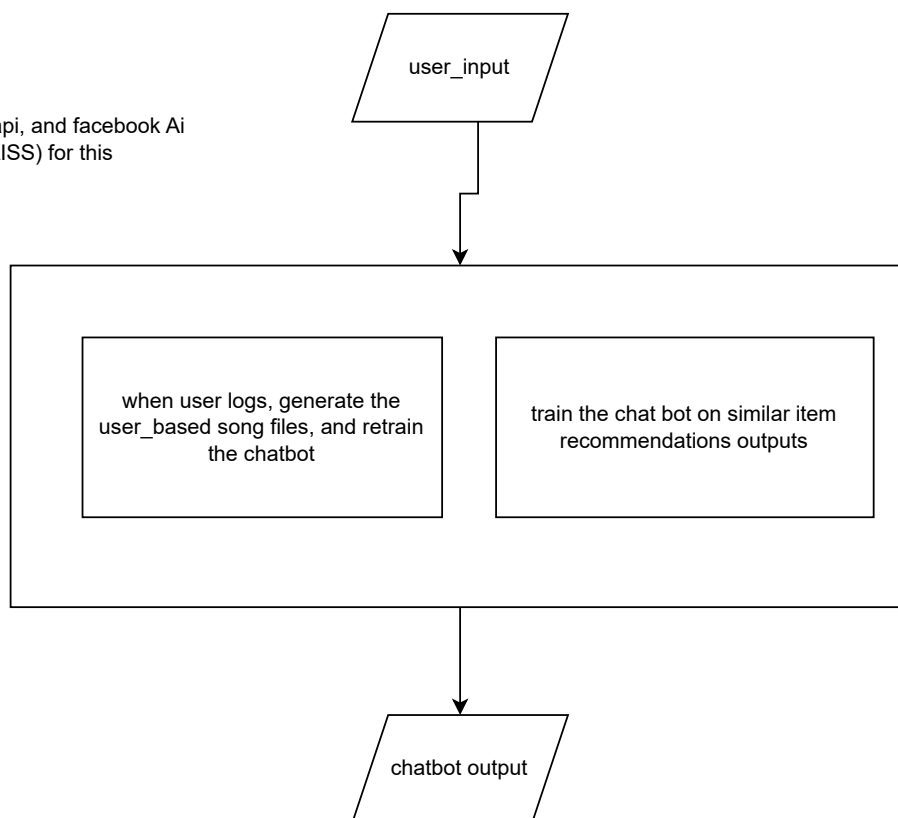 user_input
api, and facebook Ai
ISS) for this
when user logs, generate the
user_based song files, and retrain
the chatbot
train the chat bot on similar item
recommendations outputs
chatbot output